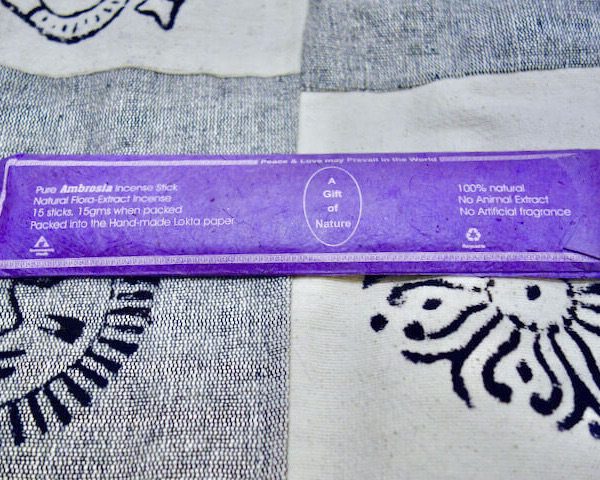 Peace & Love may Prevail in the World
Pure Ambrosia Incense Stick
Natural Flora-Extract Incense
15 sticks, 15gms when packed
Packed into the Hand-made Lokta paper
A
Gift
of
Nature
100% natural
No Animal Extract
No Artificial fragrance